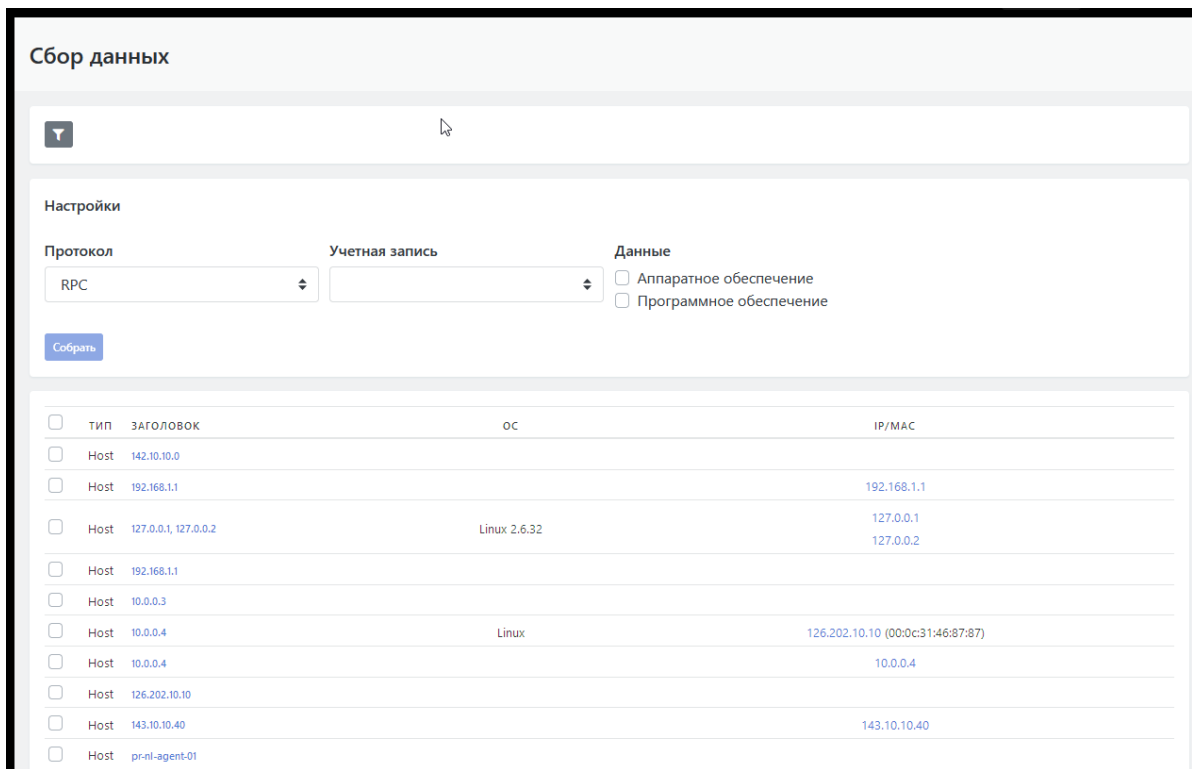 Сбор данных
Настройки
Протокол Учетная запись Данные
RPC
Аппаратное обеспечение
Программное обеспечение
Собрать
ТИП ЗАГОЛОВОК ОС IP/MAC
Host 142.10.10.0
Host 192.168.1.1 192.168.1.1
Host 127.0.0.1, 127.0.0.2 Linux 2.6.32 127.0.0.1
127.0.0.2
Host 192.168.1.1
Host 10.0.0.3
Host 10.0.0.4 Linux 126.202.10.10 (00:0c:31:46:87:87)
Host 10.0.0.4 10.0.0.4
Host 126.202.10.10
Host 143.10.10.40 143.10.10.40
Host pr-nl-agent-01